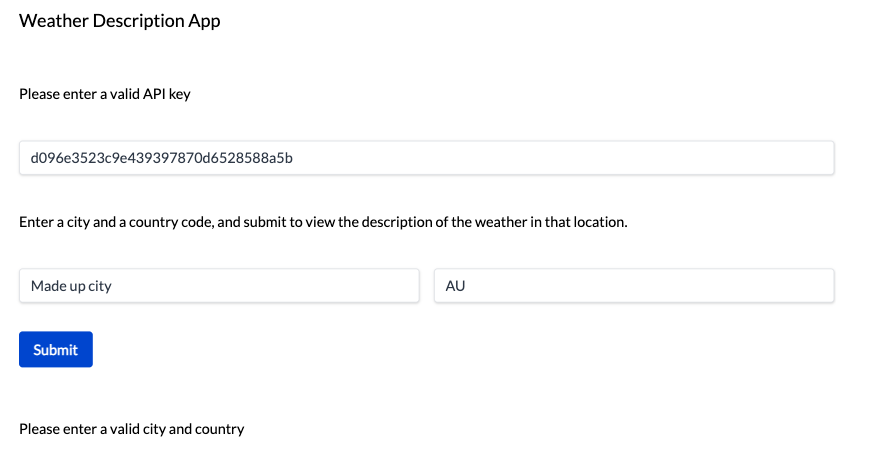 Weather Description App
Please enter a valid API key
d096e3523c9e439397870d6528588a5b
Enter a city and a country code, and submit to view the description of the weather in that location.
Made up city
AU
Submit
Please enter a valid city and country